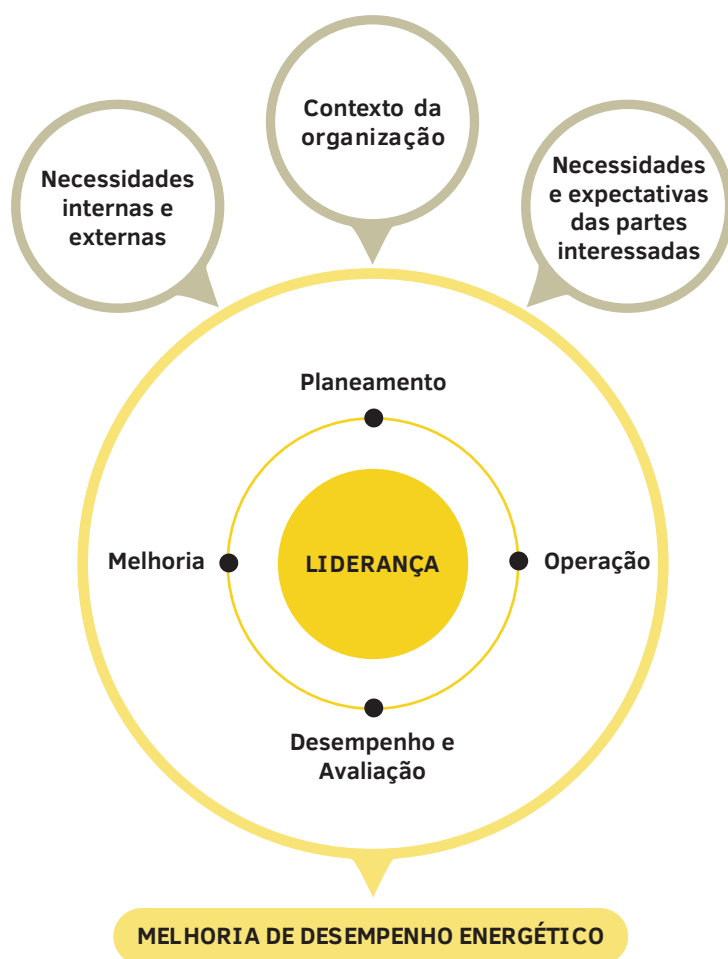 Contexto da
organização
Necessidades
internas e
externas
Necessidades
e expectativas
das partes
interessadas
Planeamento
Melhoria
LIDERANÇA
Operação
Desempenho e
Avaliação
MELHORIA DE DESEMPENHO ENERGÉTICO